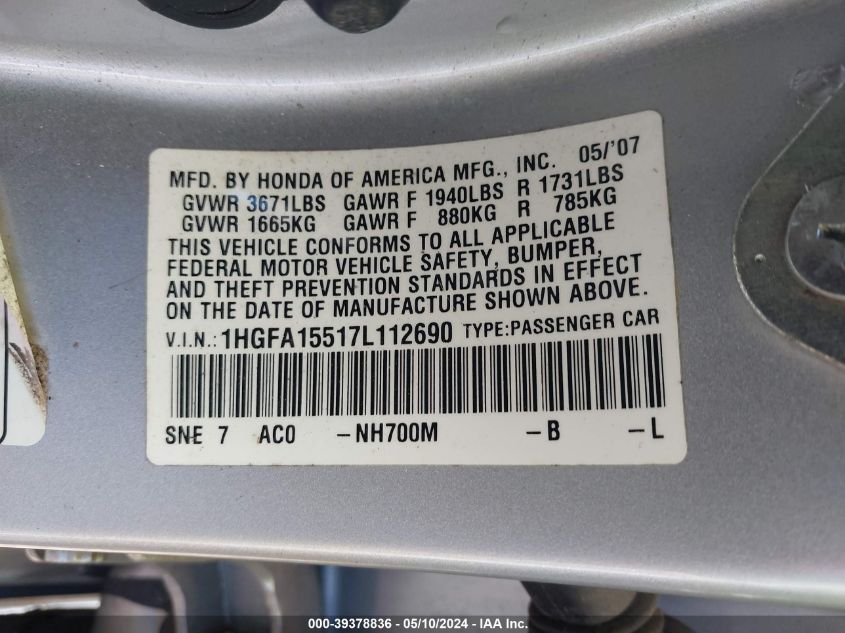 MFD. BY HONDA OF AMERICA MFG., INC. 05/'07
GVWR 3671LBS GAWR F 1940LBS R 1731LBS
GVWR 1665KG GAWR F 880KG R 785KG
THIS VEHICLE CONFORMS TO ALL APPLICABLE
FEDERAL MOTOR VEHICLE SAFETY, BUMPER,
AND THEFT PREVENTION STANDARDS IN EFFECT
ON THE DATE OF MANUFACTURE SHOWN ABOVE.
V.I.N.: 1HGFA15517L112690 TYPE:PASSENGER CAR
SNE 7 AC0 -NH700M -B -L
000-39378836 - 05/10/2024 - IAA Inc.